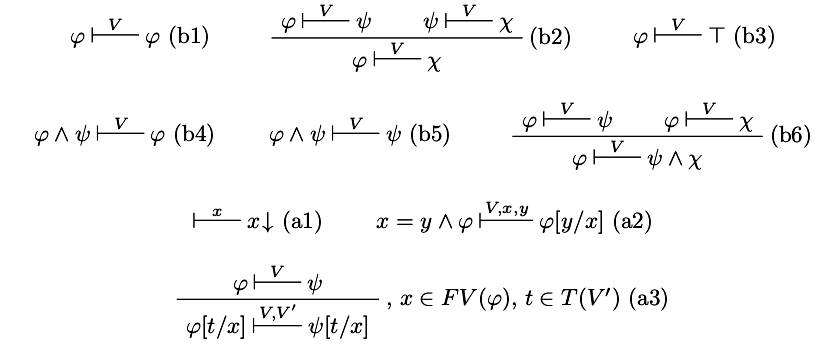 φ ⊢^V φ (b1)    φ ⊢^V ψ    ψ ⊢^V χ / φ ⊢^V χ (b2)    φ ⊢^V ⊤ (b3)
φ ∧ ψ ⊢^V φ (b4)    φ ∧ ψ ⊢^V ψ (b5)    φ ⊢^V ψ    φ ⊢^V χ / φ ⊢^V ψ ∧ χ (b6)
⊢^x x↓ (a1)    x = y ∧ φ ⊢^{V,x,y} φ[y/x] (a2)
φ ⊢^V ψ / φ[t/x] ⊢^{V,V′} ψ[t/x] , x ∈ FV(φ), t ∈ T(V′) (a3)